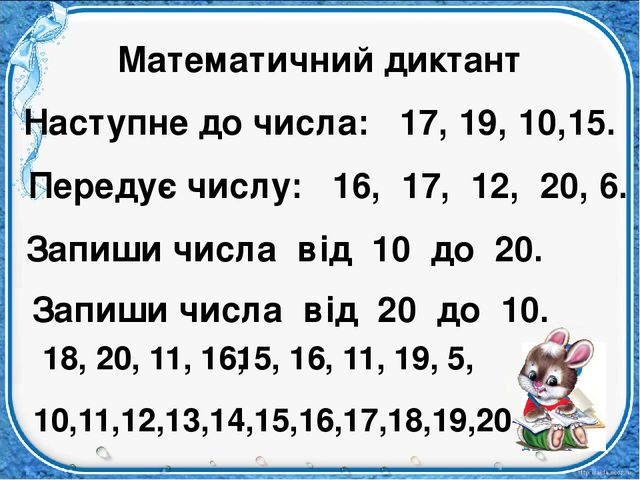 Математичний диктант
Наступне до числа: 17, 19, 10,15.
Передує числу: 16, 17, 12, 20, 6.
Запиши числа від 10 до 20.
Запиши числа від 20 до 10.
18, 20, 11, 16, 15, 16, 11, 19, 5,
10,11,12,13,14,15,16,17,18,19,20